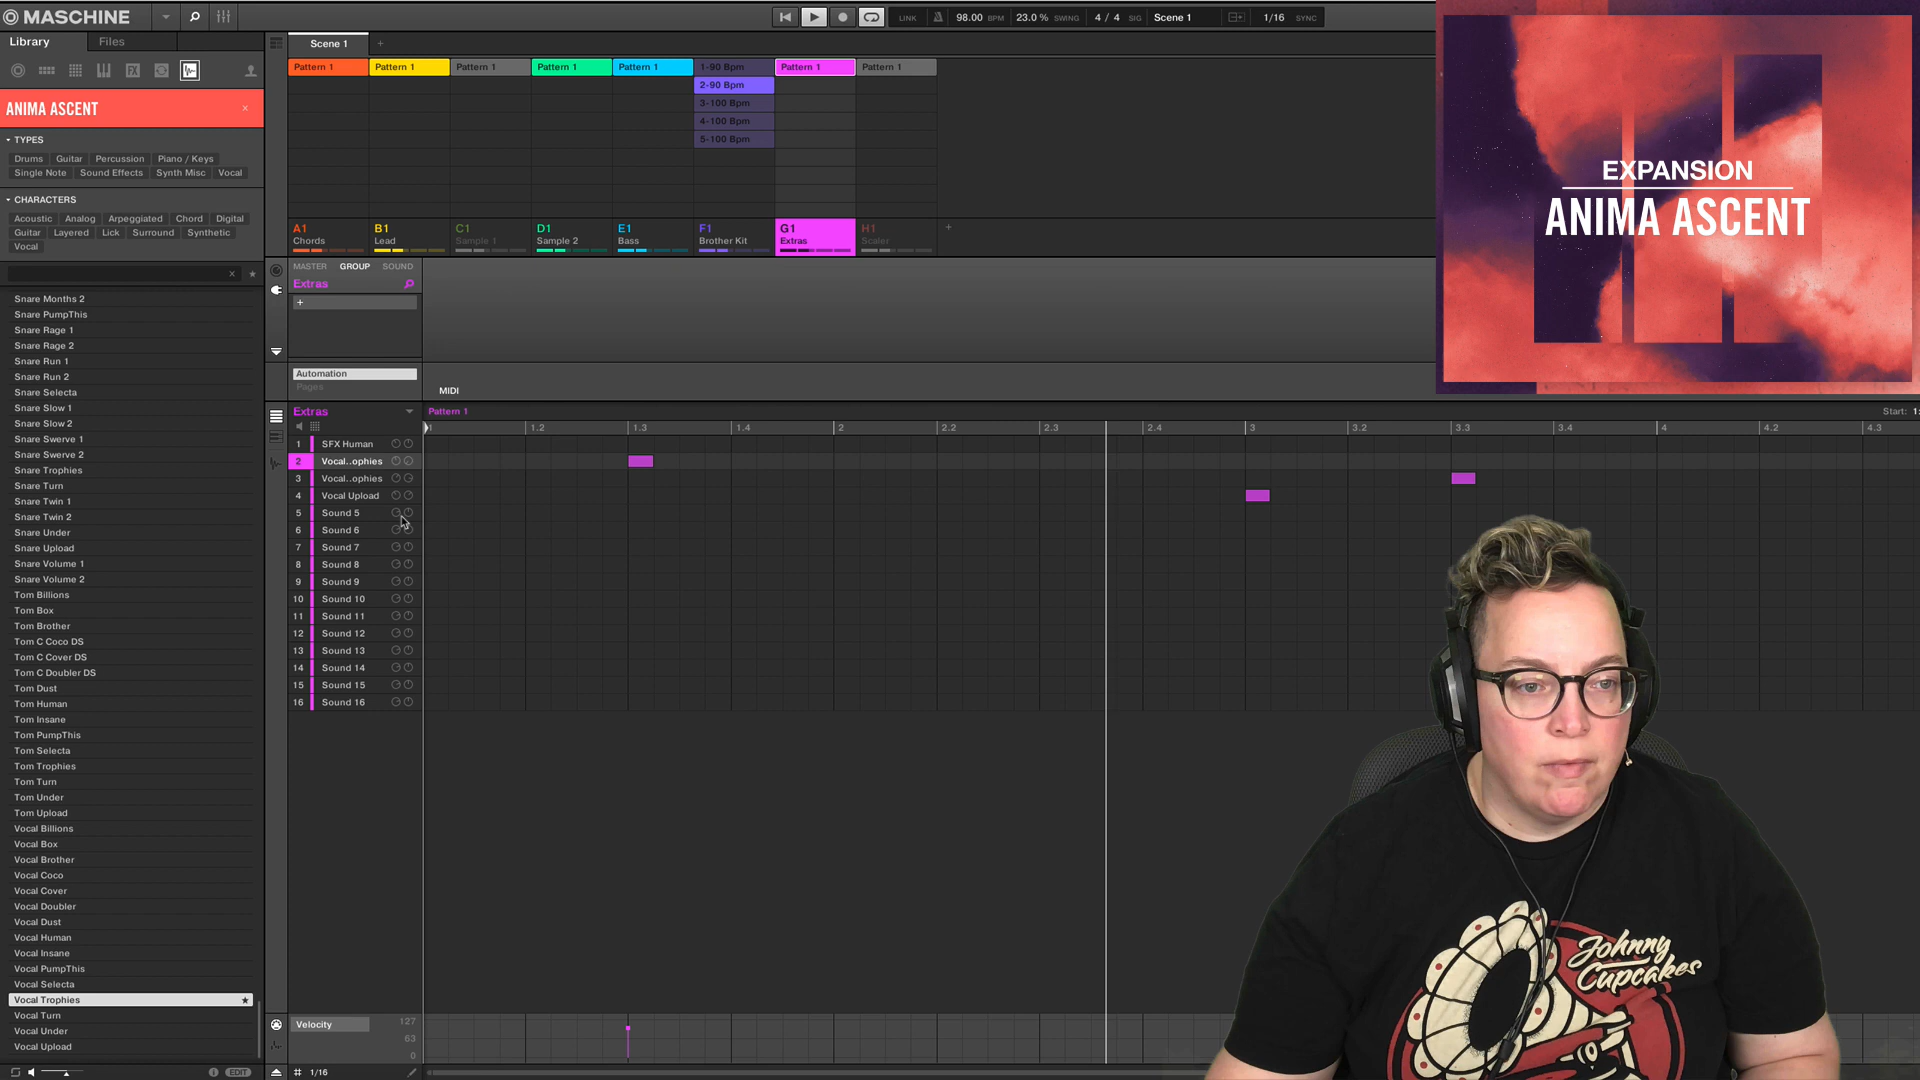 MASCHINE
LINK 98.00 BPM 23.0 % SWING 4 / 4 SIG Scene 1 1/16 SYNC
Library Files
Scene 1 +
Pattern 1 Pattern 1 Pattern 1 Pattern 1 Pattern 1 1-90 Bpm Pattern 1 Pattern 1
2-90 Bpm
3-100 Bpm
4-100 Bpm
5-100 Bpm
ANIMA ASCENT ×
TYPES
Drums Guitar Percussion Piano / Keys
Single Note Sound Effects Synth Misc Vocal
CHARACTERS
Acoustic Analog Arpeggiated Chord Digital
Guitar Layered Lick Surround Synthetic
Vocal
A1 B1 C1 D1 E1 F1 G1 H1 +
Chords Lead Sample 1 Sample 2 Bass Brother Kit Extras Scaler
EXPANSION
ANIMA ASCENT
MASTER GROUP SOUND
Extras
+
Automation
Pages
MIDI
Snare Months 2
Snare PumpThis
Snare Rage 1
Snare Rage 2
Snare Run 1
Snare Run 2
Snare Selecta
Snare Slow 1
Snare Slow 2
Snare Swerve 1
Snare Swerve 2
Snare Trophies
Snare Turn
Snare Twin 1
Snare Twin 2
Snare Under
Snare Upload
Snare Volume 1
Snare Volume 2
Tom Billions
Tom Box
Tom Brother
Tom C Coco DS
Tom C Cover DS
Tom C Doubler DS
Tom Dust
Tom Human
Tom Insane
Tom PumpThis
Tom Selecta
Tom Trophies
Tom Turn
Tom Under
Tom Upload
Vocal Billions
Vocal Box
Vocal Brother
Vocal Coco
Vocal Cover
Vocal Doubler
Vocal Dust
Vocal Human
Vocal Insane
Vocal PumpThis
Vocal Selecta
Vocal Trophies
Vocal Turn
Vocal Under
Vocal Upload
EDIT
Extras Pattern 1 Start:
1 1.2 1.3 1.4 2 2.2 2.3 2.4 3 3.2 3.3 3.4 4 4.2 4.3
1 SFX Human
2 Vocal..ophies
3 Vocal..ophies
4 Vocal Upload
5 Sound 5
6 Sound 6
7 Sound 7
8 Sound 8
9 Sound 9
10 Sound 10
11 Sound 11
12 Sound 12
13 Sound 13
14 Sound 14
15 Sound 15
16 Sound 16
Velocity 127
63
0
1/16
Johnny
Cupcakes